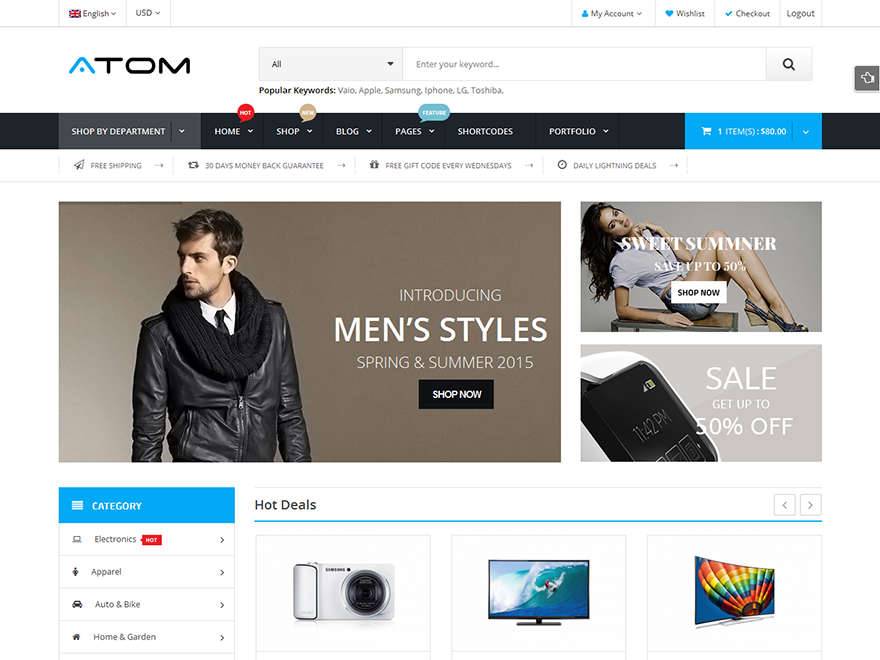 English USD My Account Wishlist Checkout Logout
ATOM
All Enter your keyword...
Popular Keywords: Vaio, Apple, Samsung, Iphone, LG, Toshiba,
HOT NEW FEATURE
SHOP BY DEPARTMENT HOME SHOP BLOG PAGES SHORTCODES PORTFOLIO 1 ITEM(S) : $80.00
FREE SHIPPING 30 DAYS MONEY BACK GUARANTEE FREE GIFT CODE EVERY WEDNESDAYS DAILY LIGHTNING DEALS
INTRODUCING
MEN'S STYLES
SPRING & SUMMER 2015
SHOP NOW
SWEET SUMMNER
SAVE UP TO 50%
SHOP NOW
11:42 PM
SALE
GET UP TO
50% OFF
CATEGORY
Electronics HOT
Apparel
Auto & Bike
Home & Garden
Hot Deals
SAMSUNG